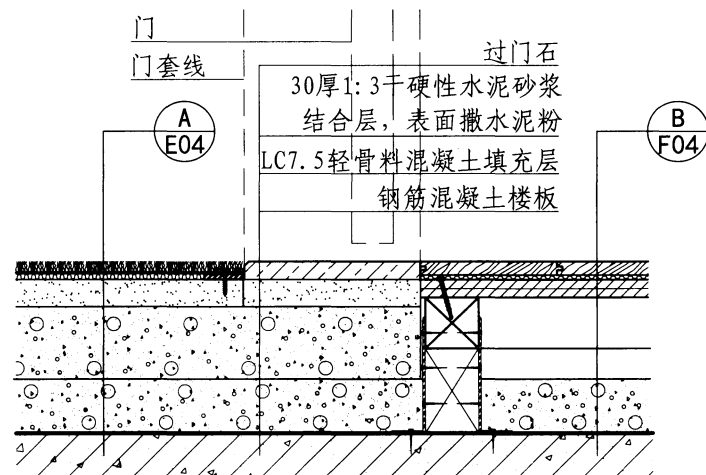 门
门套线
过门石
30厚1:3干硬性水泥砂浆
结合层，表面撒水泥粉
LC7.5轻骨料混凝土填充层
钢筋混凝土楼板
A
E04
B
F04